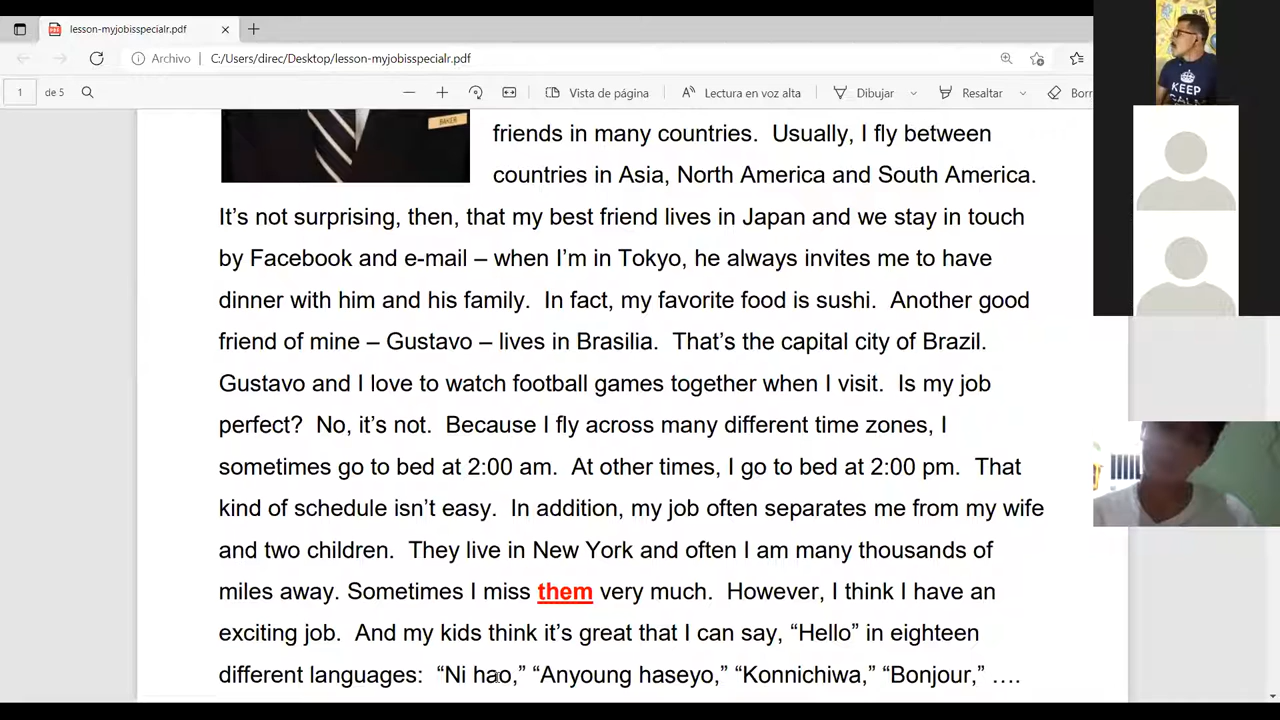 lesson-myjobisspecialr.pdf
Archivo C:/Users/direc/Desktop/lesson-myjobisspecialr.pdf
1 de 5 Vista de página Lectura en voz alta Dibujar Resaltar Borr
KEEP
CALM
BAKER
friends in many countries. Usually, I fly between
countries in Asia, North America and South America.
It’s not surprising, then, that my best friend lives in Japan and we stay in touch
by Facebook and e-mail – when I’m in Tokyo, he always invites me to have
dinner with him and his family. In fact, my favorite food is sushi. Another good
friend of mine – Gustavo – lives in Brasilia. That’s the capital city of Brazil.
Gustavo and I love to watch football games together when I visit. Is my job
perfect? No, it’s not. Because I fly across many different time zones, I
sometimes go to bed at 2:00 am. At other times, I go to bed at 2:00 pm. That
kind of schedule isn’t easy. In addition, my job often separates me from my wife
and two children. They live in New York and often I am many thousands of
miles away. Sometimes I miss them very much. However, I think I have an
exciting job. And my kids think it’s great that I can say, “Hello” in eighteen
different languages: “Ni hao,” “Anyoung haseyo,” “Konnichiwa,” “Bonjour,” ….